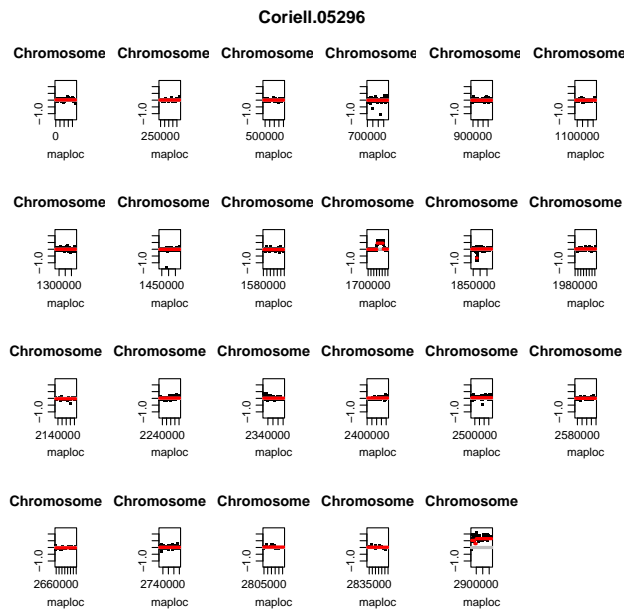 Coriell.05296
Chromosome Chromosome Chromosome Chromosome Chromosome Chromosome
−1.0 −1.0 −1.0 −1.0 −1.0 −1.0
0 250000 500000 700000 900000 1100000
maploc maploc maploc maploc maploc maploc
Chromosome Chromosome Chromosome Chromosome Chromosome Chromosome
−1.0 −1.0 −1.0 −1.0 −1.0 −1.0
1300000 1450000 1580000 1700000 1850000 1980000
maploc maploc maploc maploc maploc maploc
Chromosome Chromosome Chromosome Chromosome Chromosome Chromosome
−1.0 −1.0 −1.0 −1.0 −1.0 −1.0
2140000 2240000 2340000 2400000 2500000 2580000
maploc maploc maploc maploc maploc maploc
Chromosome Chromosome Chromosome Chromosome Chromosome
−1.0 −1.0 −1.0 −1.0 −1.0
2660000 2740000 2805000 2835000 2900000
maploc maploc maploc maploc maploc